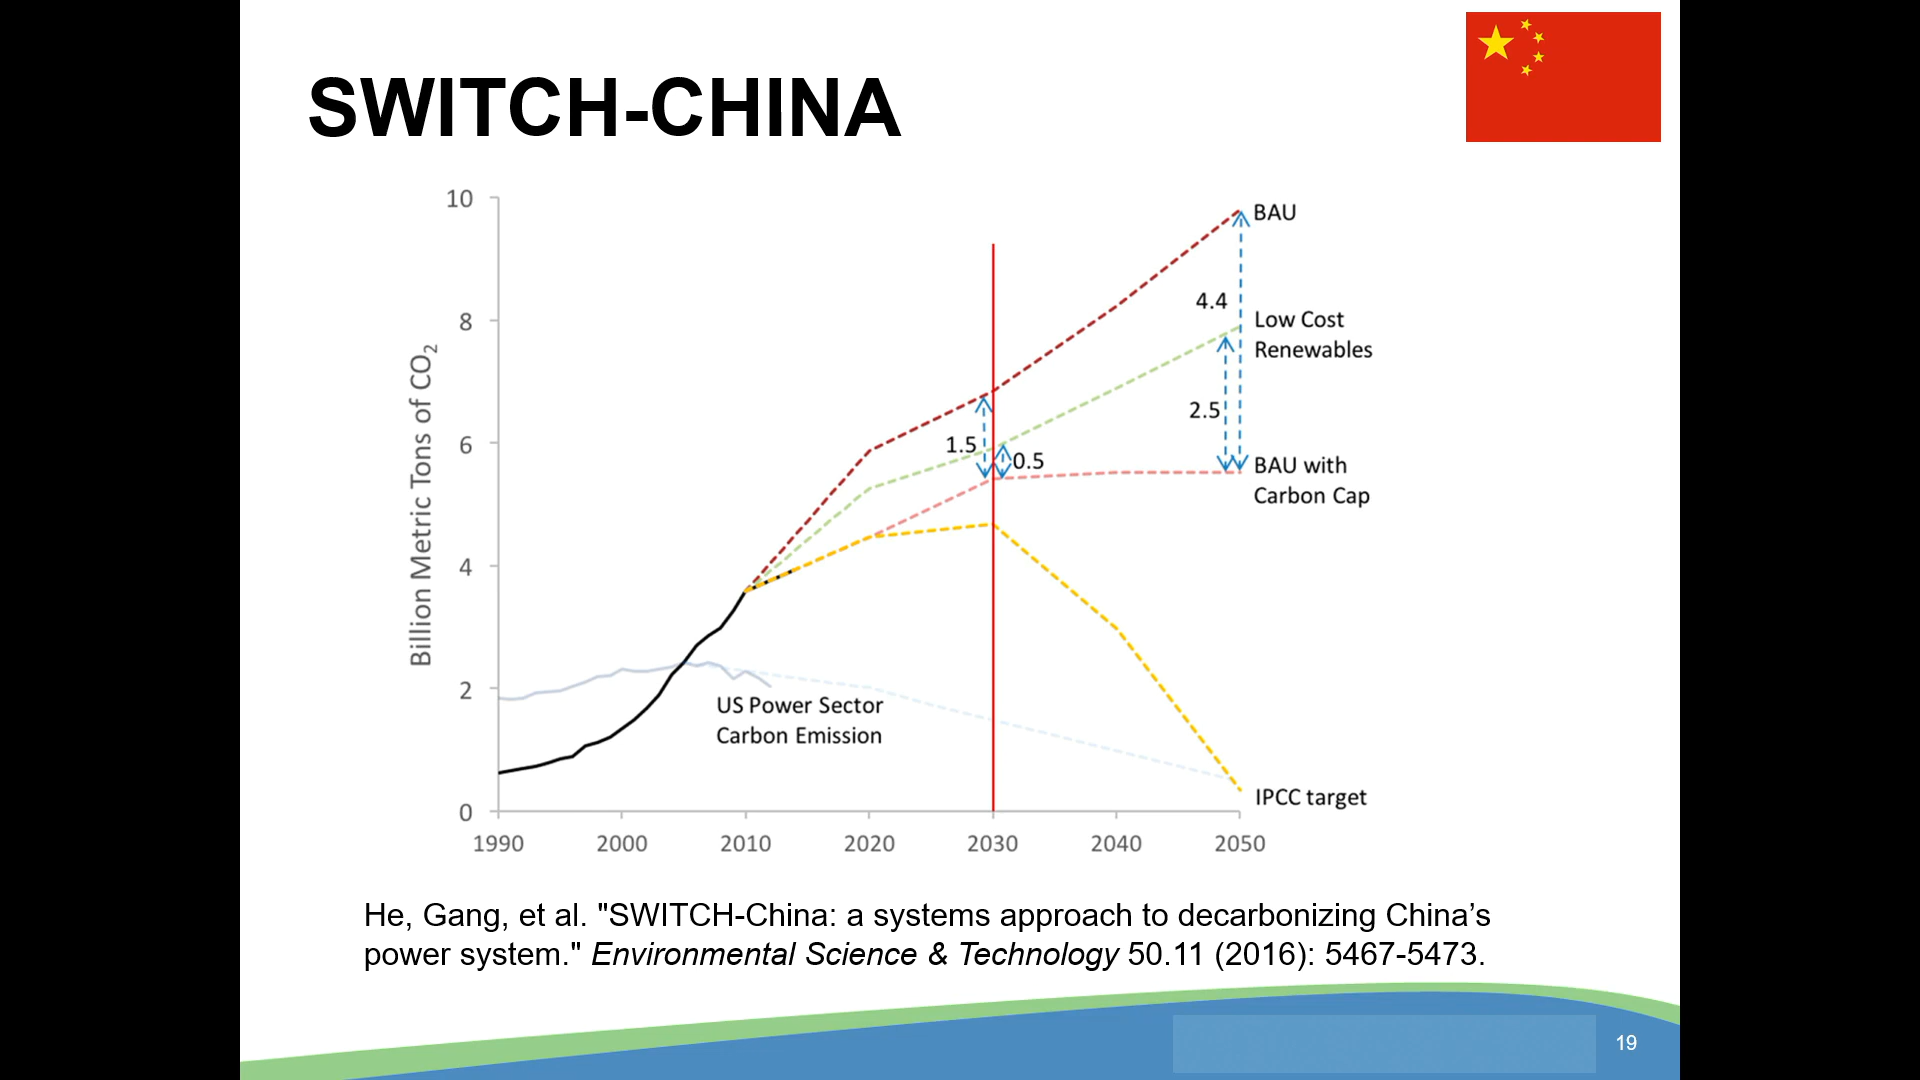 SWITCH-CHINA
10
8
6
4
2
0
Billion Metric Tons of CO₂
1990 2000 2010 2020 2030 2040 2050
BAU
4.4
Low Cost
Renewables
2.5
1.5
0.5
BAU with
Carbon Cap
US Power Sector
Carbon Emission
IPCC target
He, Gang, et al. "SWITCH-China: a systems approach to decarbonizing China’s
power system." Environmental Science & Technology 50.11 (2016): 5467-5473.
19